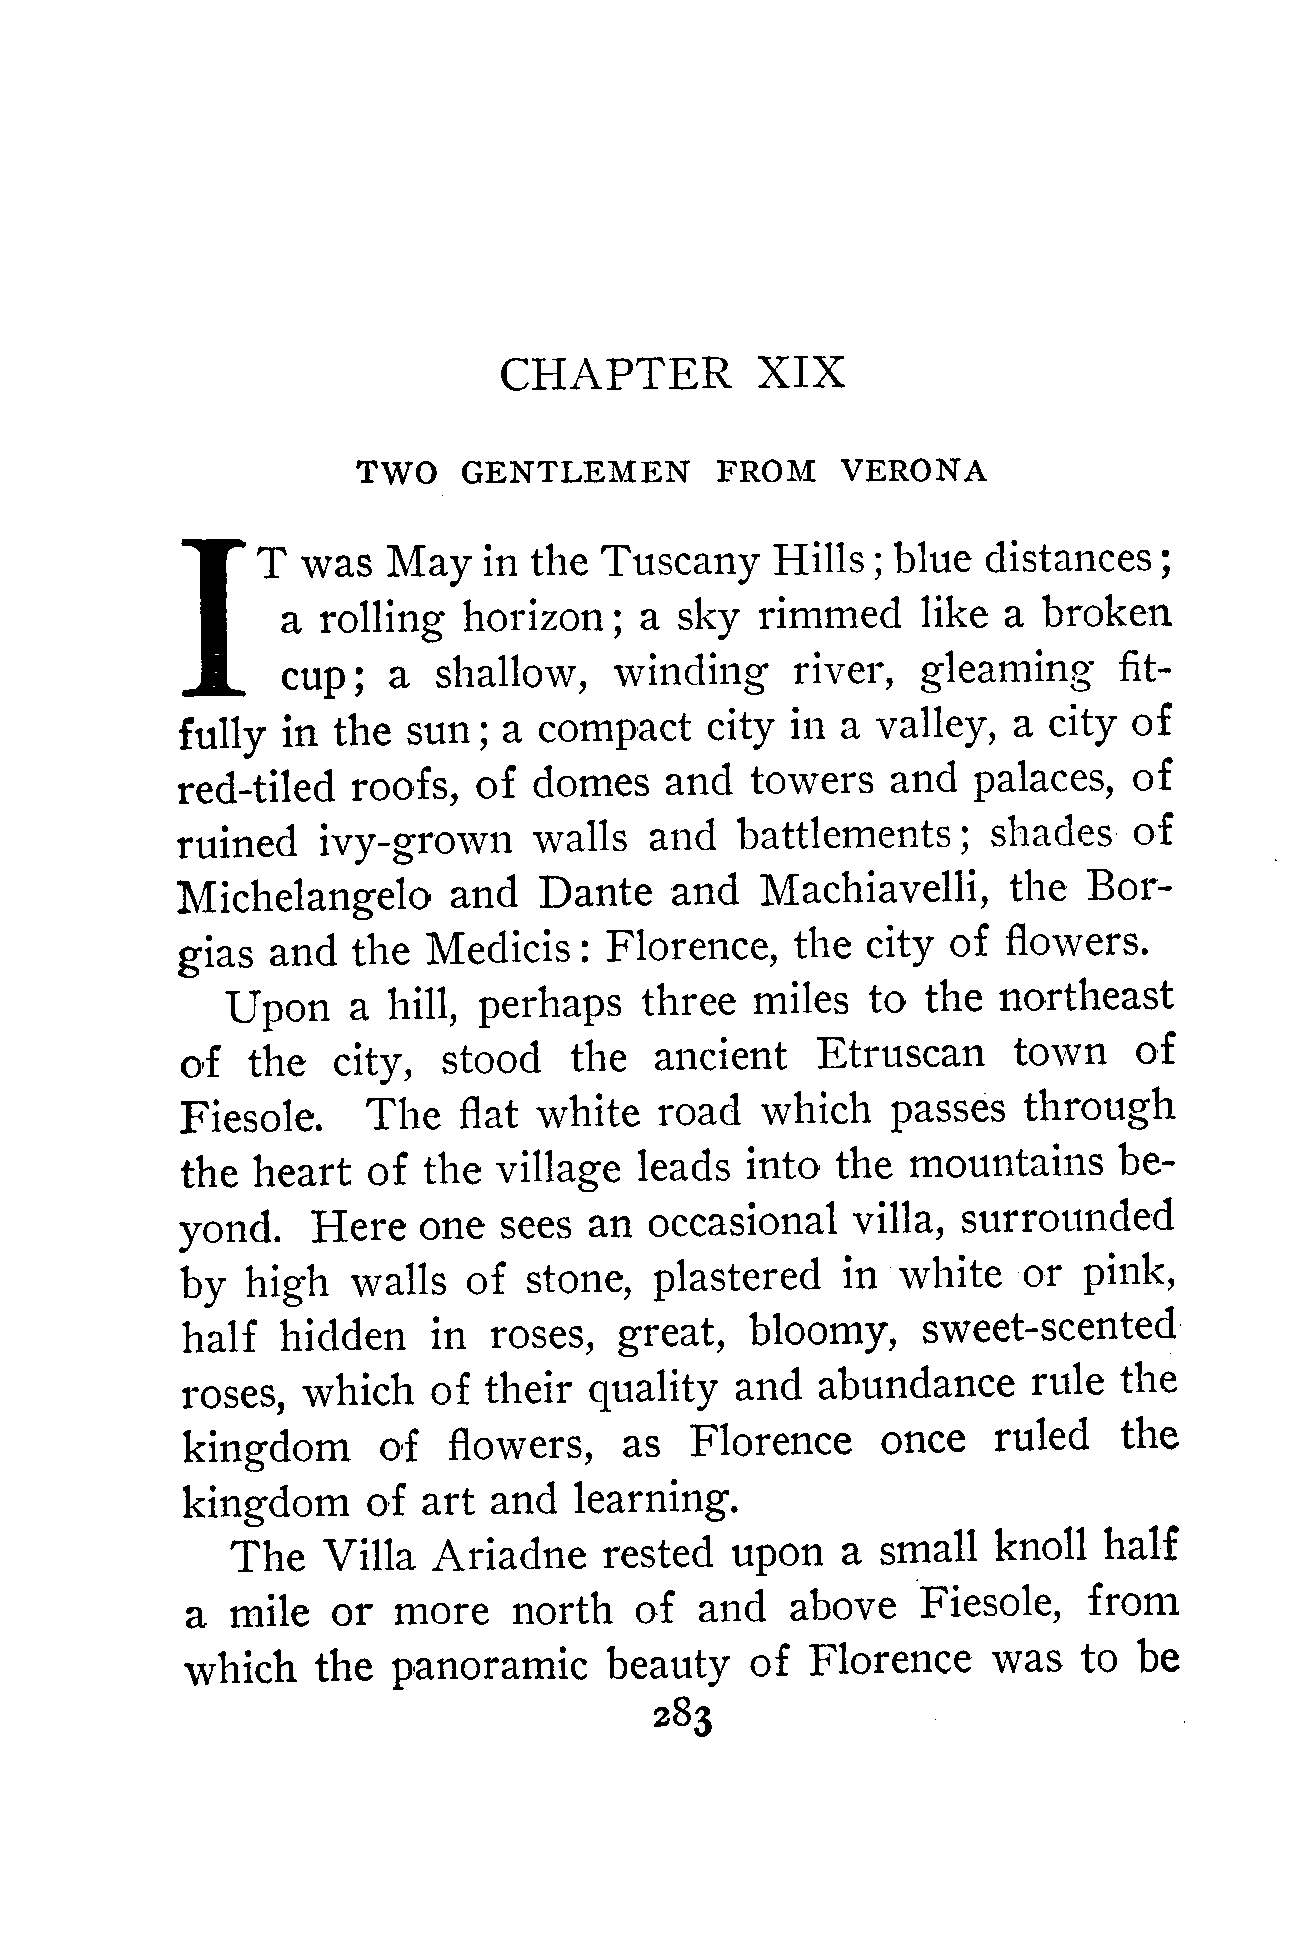 CHAPTER XIX
TWO GENTLEMEN FROM VERONA
IT was May in the Tuscany Hills; blue distances;
a rolling horizon; a sky rimmed like a broken
cup; a shallow, winding river, gleaming fit-
fully in the sun; a compact city in a valley, a city of
red-tiled roofs, of domes and towers and palaces, of
ruined ivy-grown walls and battlements; shades of
Michelangelo and Dante and Machiavelli, the Bor-
gias and the Medicis: Florence, the city of flowers.
Upon a hill, perhaps three miles to the northeast
of the city, stood the ancient Etruscan town of
Fiesole. The flat white road which passes through
the heart of the village leads into the mountains be-
yond. Here one sees an occasional villa, surrounded
by high walls of stone, plastered in white or pink,
half hidden in roses, great, bloomy, sweet-scented
roses, which of their quality and abundance rule the
kingdom of flowers, as Florence once ruled the
kingdom of art and learning.
The Villa Ariadne rested upon a small knoll half
a mile or more north of and above Fiesole, from
which the panoramic beauty of Florence was to be
283